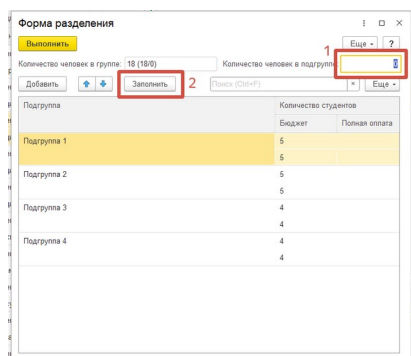 Форма разделения
Выполнить Еще ?
1
Количество человек в группе: 18 (18/0) Количество человек в подгруппе: 0
Добавить Заполнить 2 Поиск (Ctrl+F) × Еще
Подгруппа Количество студентов
Бюджет Полная оплата
Подгруппа 1 5
5
Подгруппа 2 5
5
Подгруппа 3 4
4
Подгруппа 4 4
4